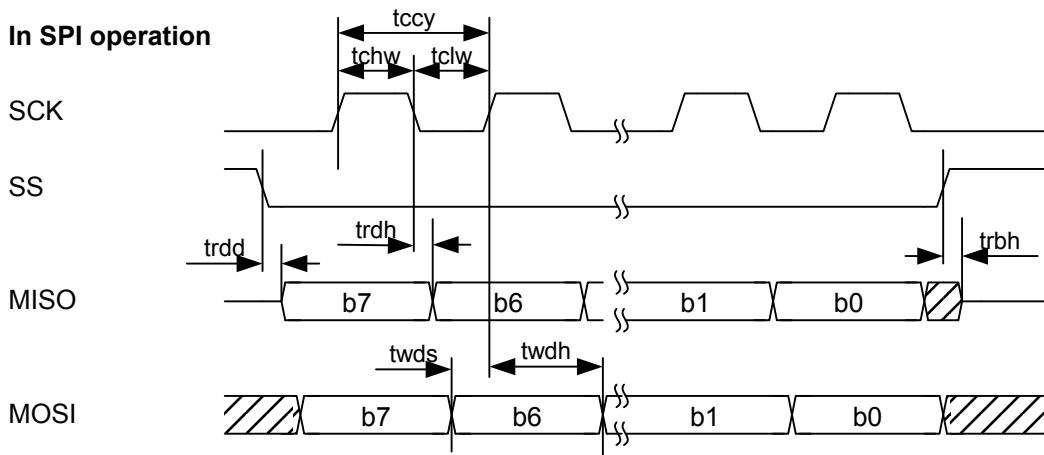 In SPI operation
tccy
tchw tclw
SCK
SS
trdd trdh trbh
MISO b7 b6 b1 b0
twds twdh
MOSI b7 b6 b1 b0